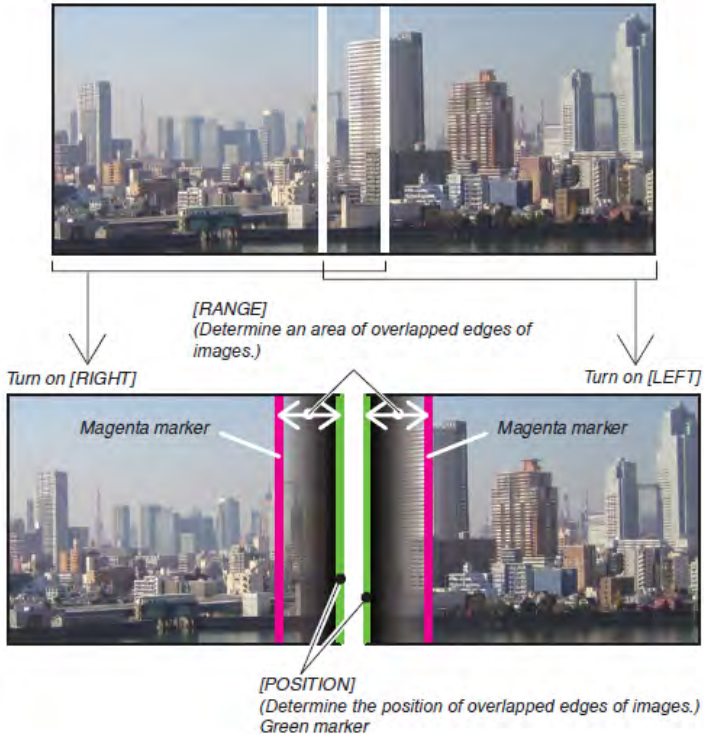 [RANGE]
(Determine an area of overlapped edges of
images.)
Turn on [RIGHT]
Turn on [LEFT]
Magenta marker
Magenta marker
[POSITION]
(Determine the position of overlapped edges of images.)
Green marker